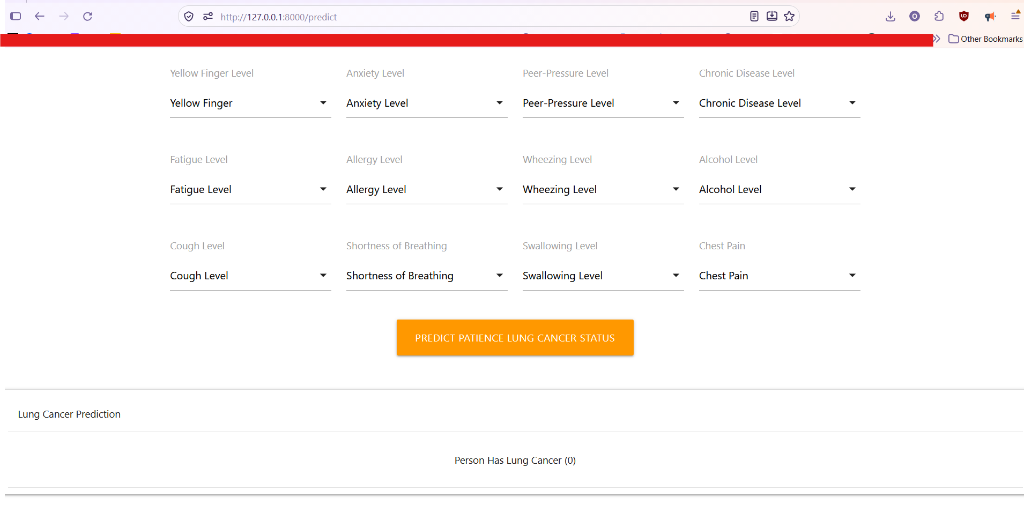 http://127.0.0.1:8000/predict
Other Bookmarks
Yellow Finger Level Anxiety Level Peer-Pressure Level Chronic Disease Level
Yellow Finger Anxiety Level Peer-Pressure Level Chronic Disease Level
Fatigue Level Allergy Level Wheezing Level Alcohol Level
Fatigue Level Allergy Level Wheezing Level Alcohol Level
Cough Level Shortness of Breathing Swallowing Level Chest Pain
Cough Level Shortness of Breathing Swallowing Level Chest Pain
PREDICT PATIENCE LUNG CANCER STATUS
Lung Cancer Prediction
Person Has Lung Cancer (0)